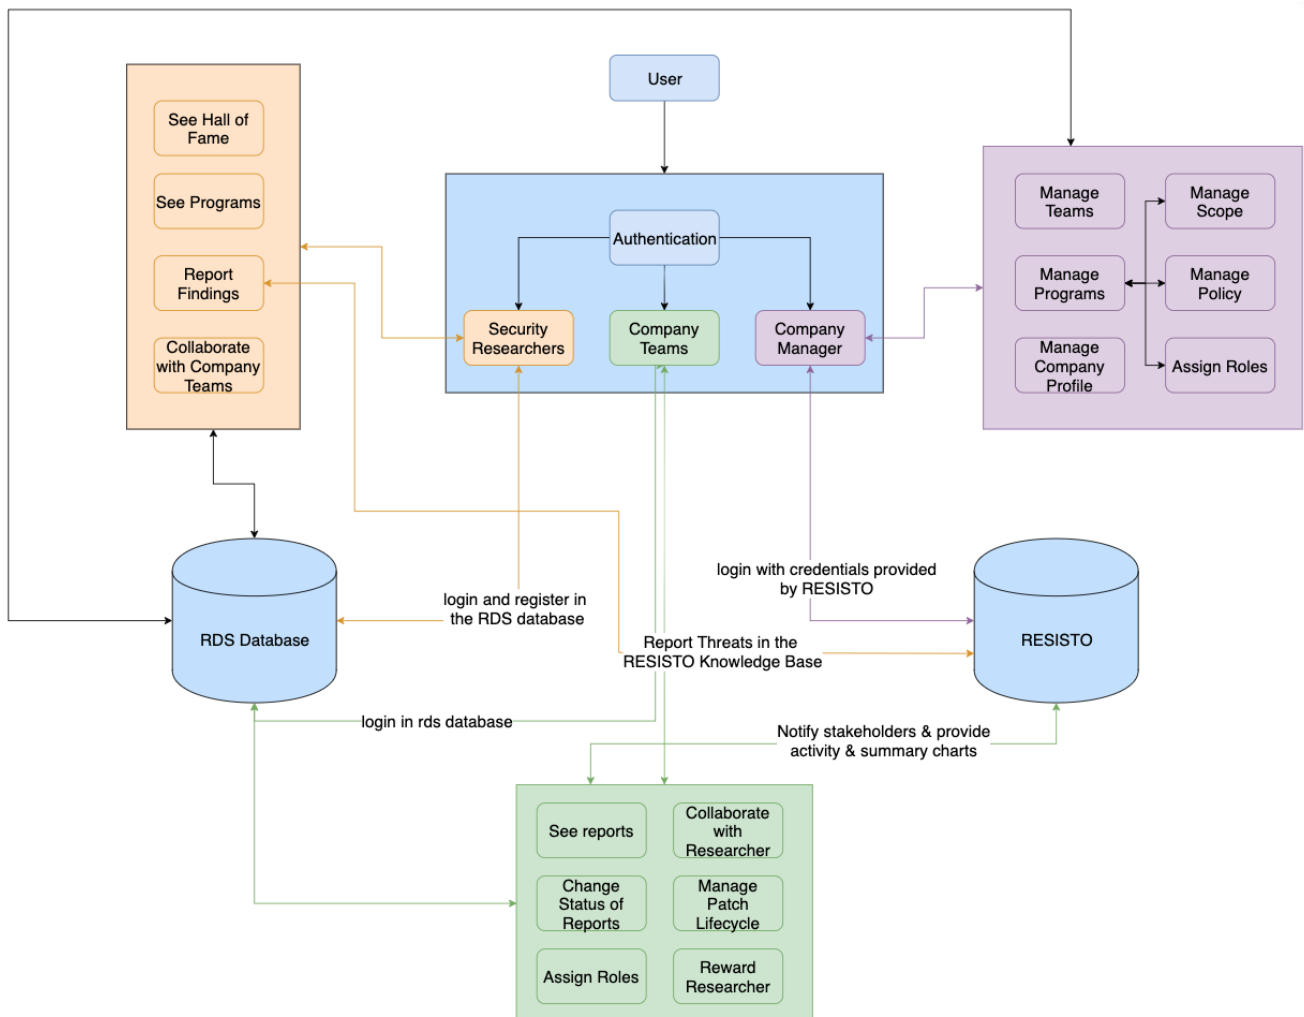 User
See Hall of
Fame
See Programs
Report
Findings
Collaborate
with Company
Teams
Authentication
Security
Researchers
Company
Teams
Company
Manager
Manage
Teams
Manage
Scope
Manage
Programs
Manage
Policy
Manage
Company
Profile
Assign Roles
login with credentials provided
by RESISTO
login and register in
the RDS database
RDS Database
Report Threats in the
RESISTO Knowledge Base
RESISTO
login in rds database
Notify stakeholders & provide
activity & summary charts
See reports
Collaborate
with
Researcher
Change
Status of
Reports
Manage
Patch
Lifecycle
Assign Roles
Reward
Researcher